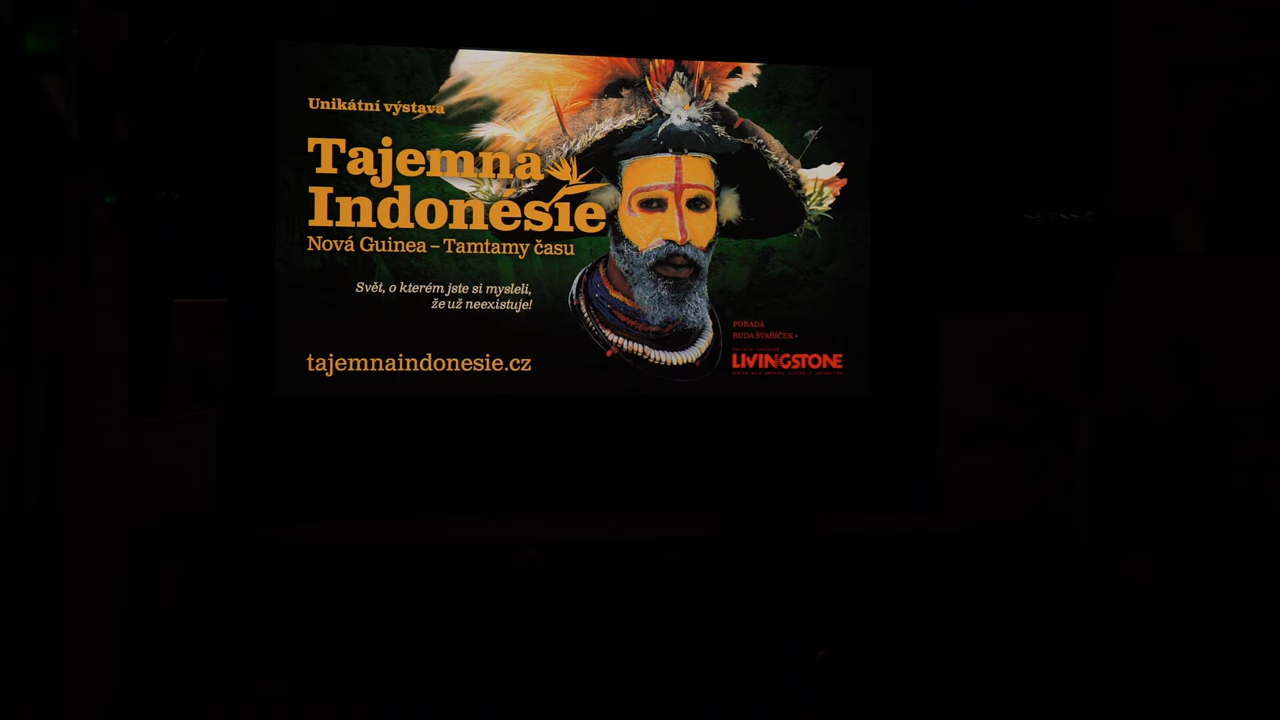 Unikátní výstava
Tajemná
Indonésie
Nová Guinea – Tamtamy času
Svět, o kterém jste si mysleli,
že už neexistuje!
tajemnaindonesie.cz
POŘÁDÁ
RUDA ŠVAŘÍČEK •
LIVINGSTONE